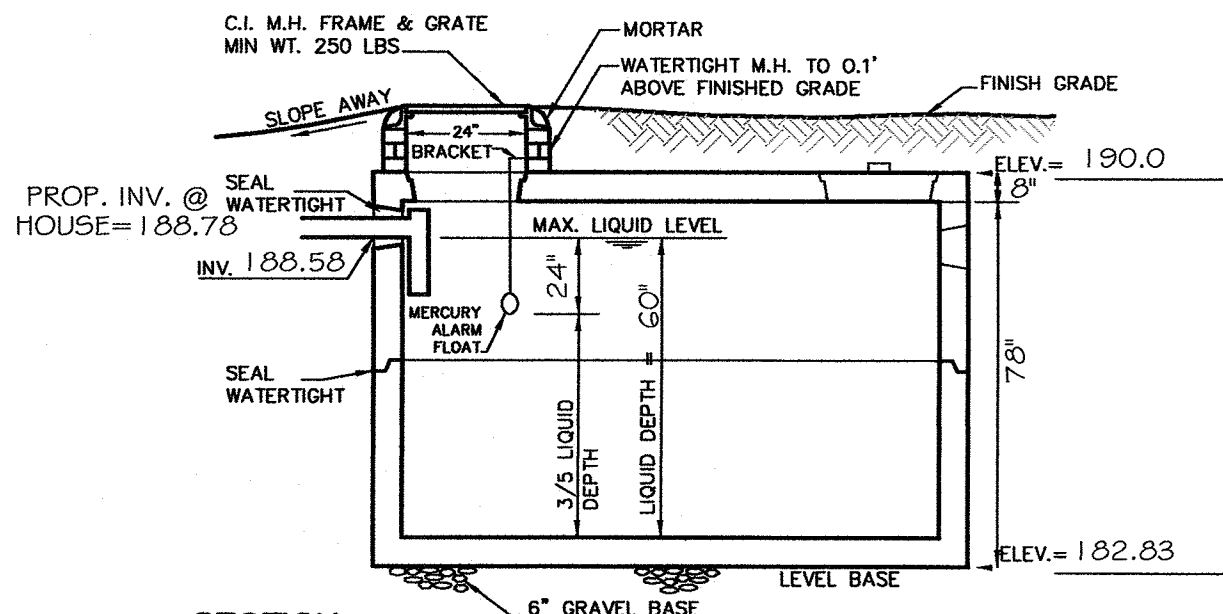 C.I. M.H. FRAME & GRATE
MIN WT. 250 LBS
MORTAR
WATERTIGHT M.H. TO 0.1'
ABOVE FINISHED GRADE
FINISH GRADE
SLOPE AWAY
24"
BRACKET
ELEV.= 190.0
8"
PROP. INV. @
HOUSE=188.78
SEAL
WATERTIGHT
MAX. LIQUID LEVEL
INV. 188.58
24"
LIQUID DEPTH = 60"
MERCURY
ALARM
FLOAT
78"
SEAL
WATERTIGHT
3/5 LIQUID
DEPTH
ELEV.= 182.83
LEVEL BASE
6" GRAVEL BASE